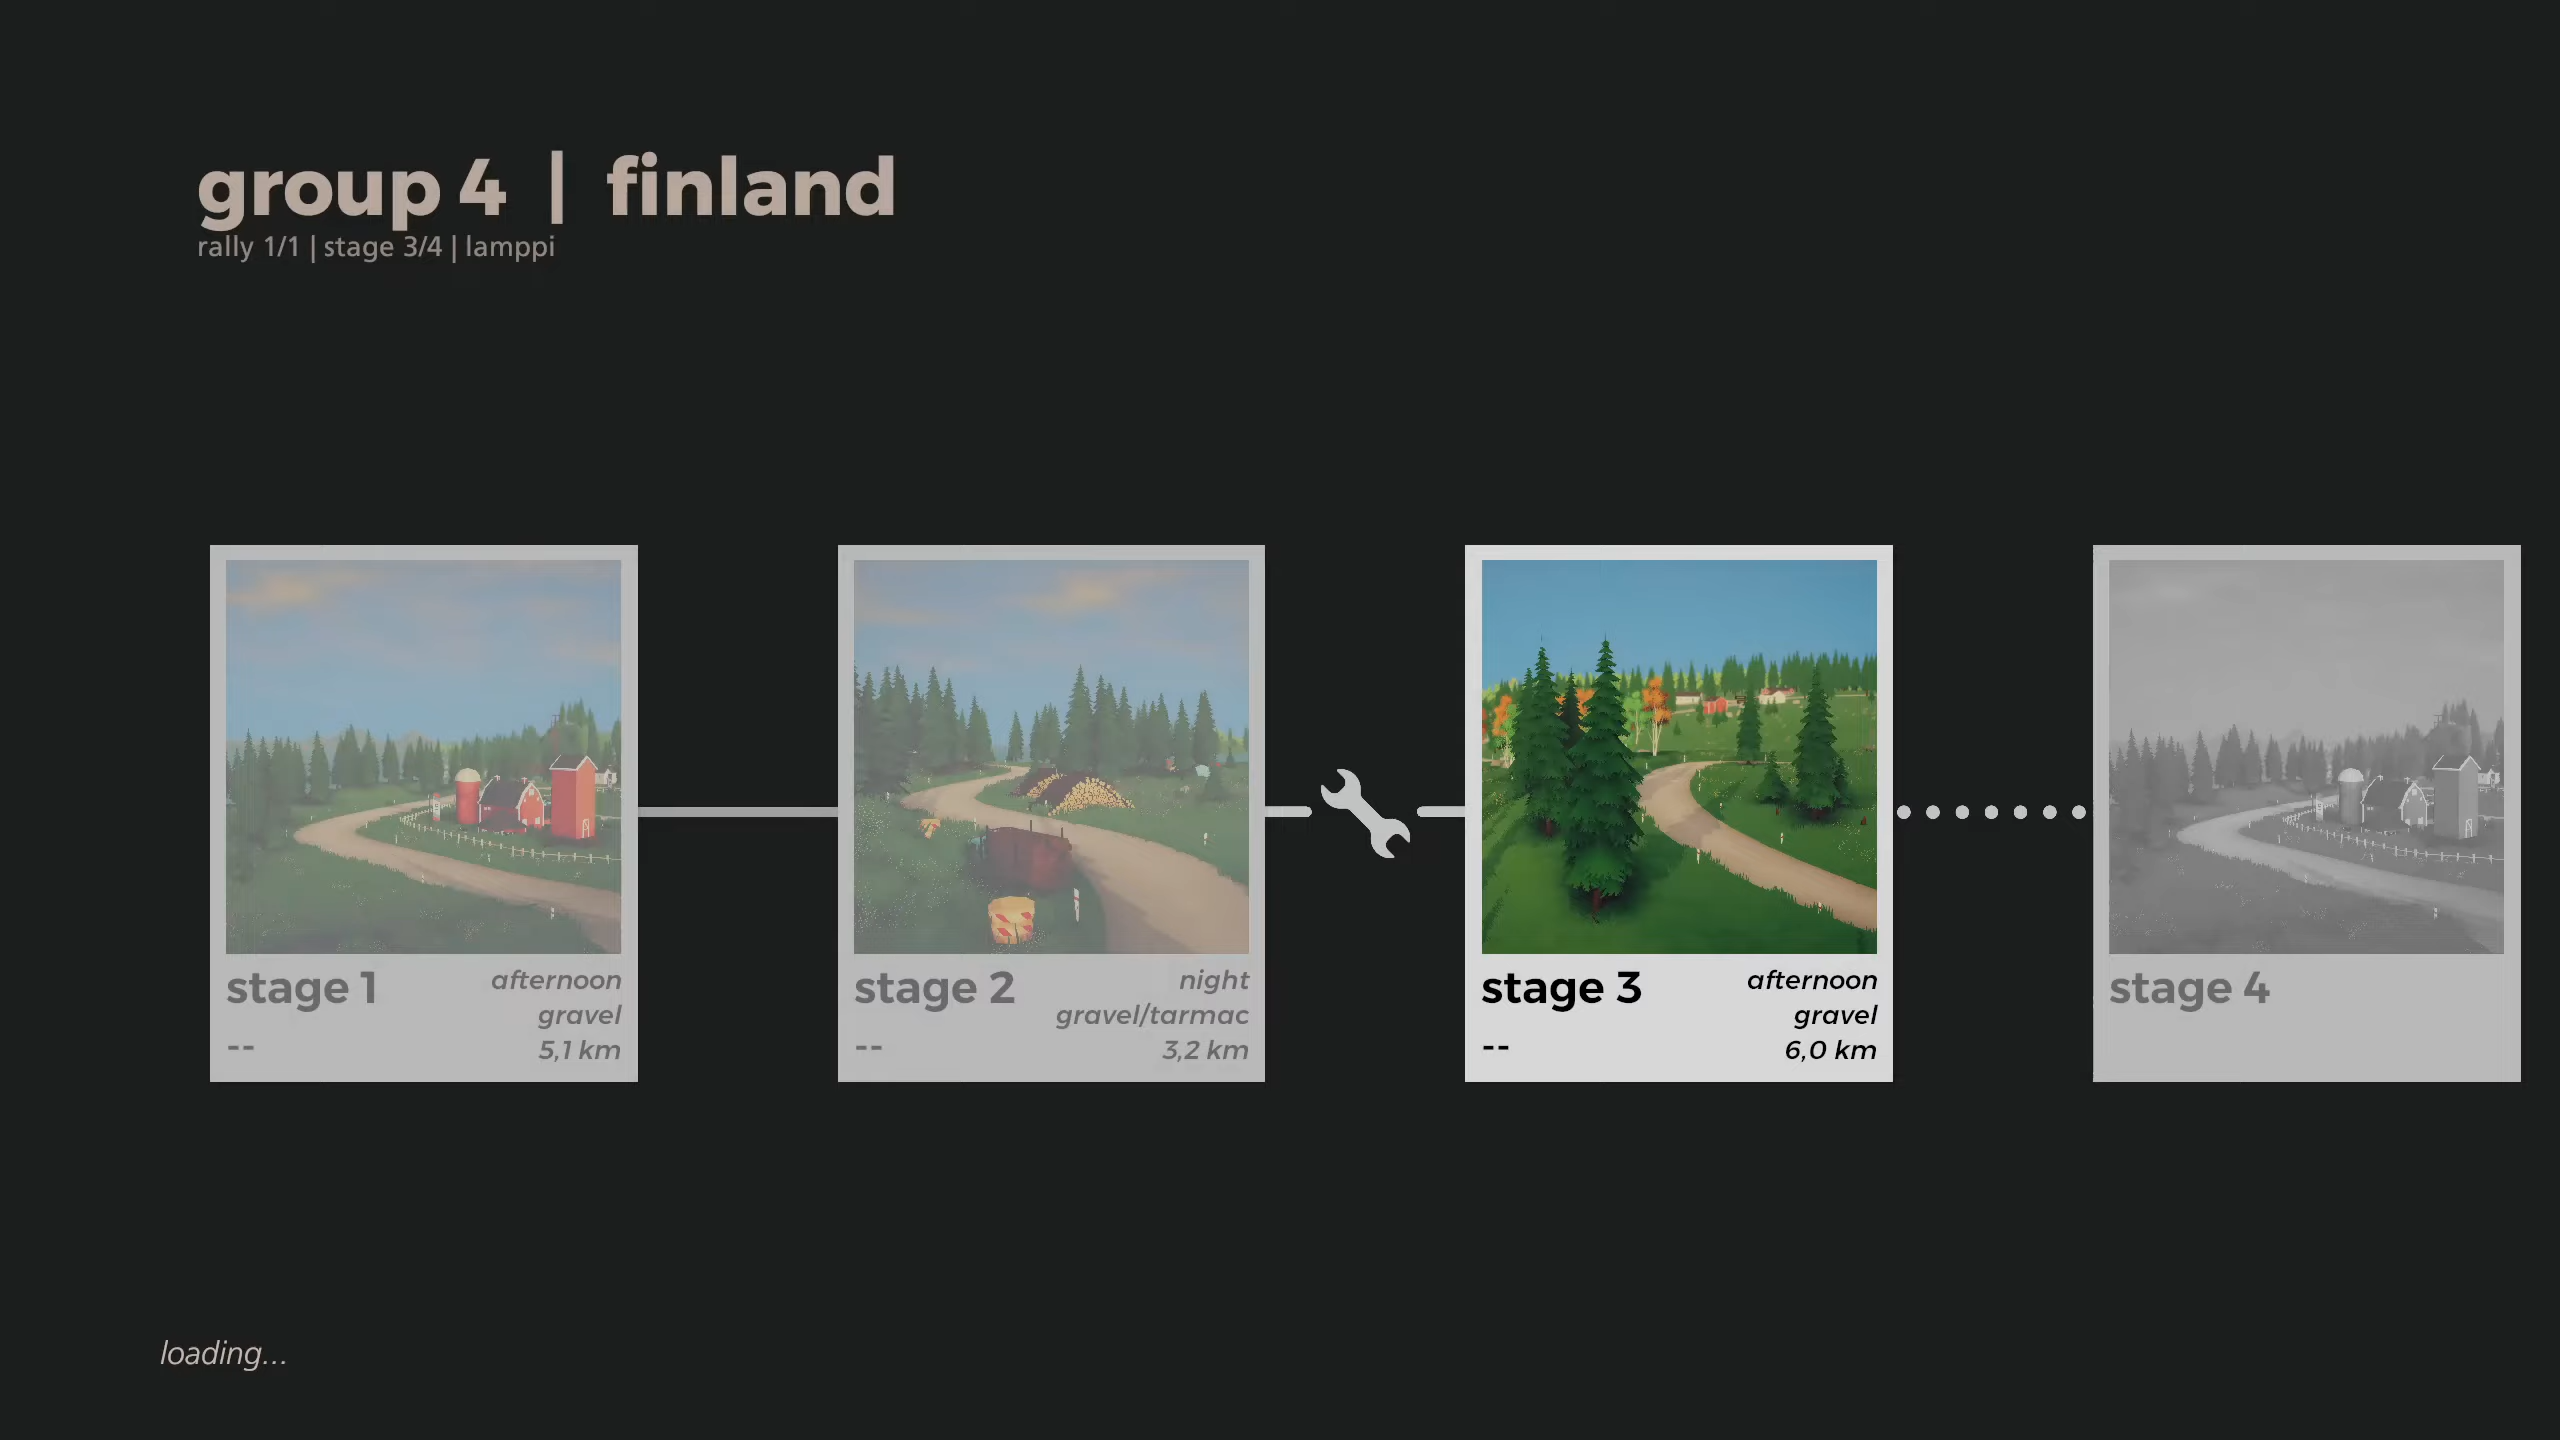 group 4 | finland
rally 1/1 | stage 3/4 | lamppi
stage 1
afternoon
gravel
--
5,1 km
stage 2
night
gravel/tarmac
--
3,2 km
stage 3
afternoon
gravel
--
6,0 km
stage 4
loading...